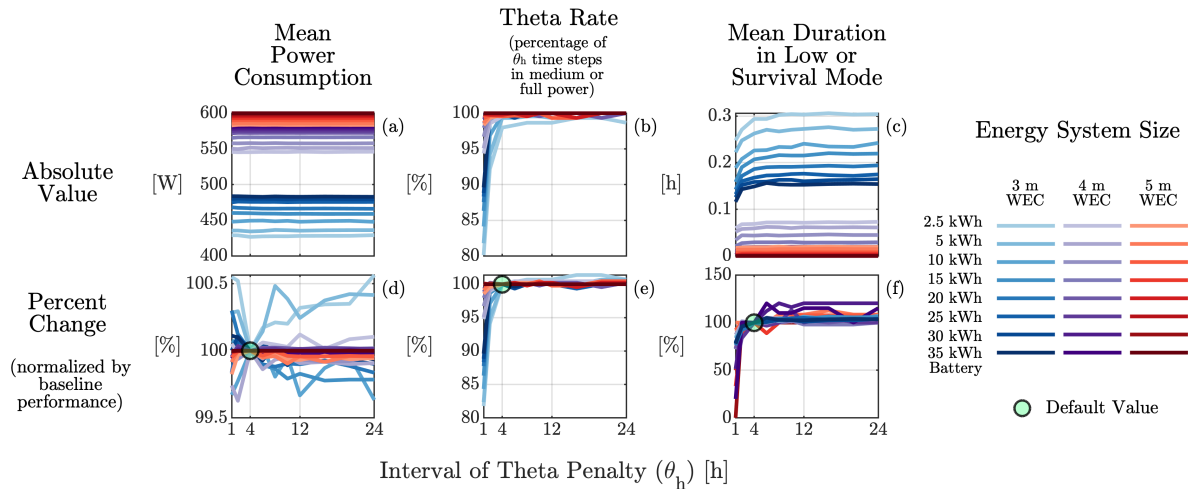 Mean
Power
Consumption
Theta Rate
(percentage of
θh time steps
in medium or
full power)
Mean Duration
in Low or
Survival Mode
Absolute
Value
[W]
600
550
500
450
400
(a)
[%]
100
95
90
85
80
(b)
[h]
0.3
0.2
0.1
0
(c)
Percent
Change
(normalized by
baseline
performance)
[%]
100.5
100
99.5
(d)
1 4 12 24
[%]
100
95
90
85
80
(e)
1 4 12 24
[%]
150
100
50
0
(f)
1 4 12 24
Interval of Theta Penalty (θh) [h]
Energy System Size
3 m WEC
4 m WEC
5 m WEC
2.5 kWh
5 kWh
10 kWh
15 kWh
20 kWh
25 kWh
30 kWh
35 kWh
Battery
Default Value